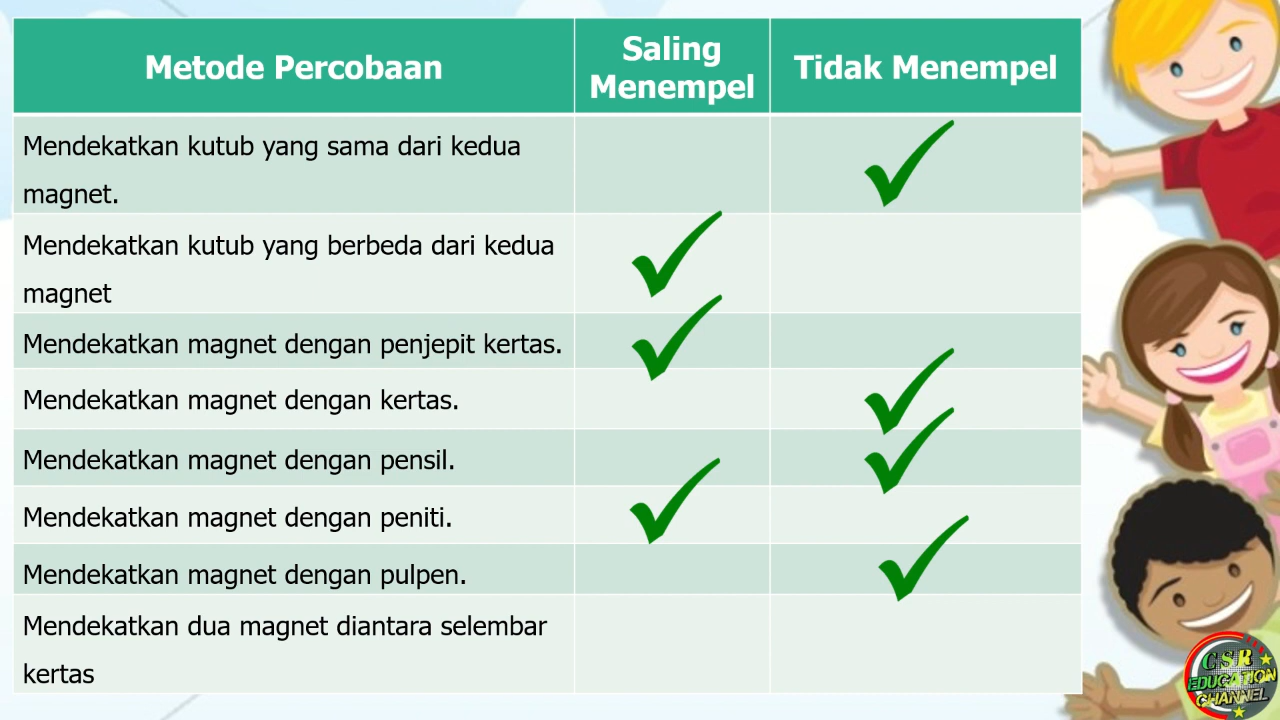 Metode Percobaan
Saling
Menempel
Tidak Menempel
Mendekatkan kutub yang sama dari kedua
magnet.
Mendekatkan kutub yang berbeda dari kedua
magnet
Mendekatkan magnet dengan penjepit kertas.
Mendekatkan magnet dengan kertas.
Mendekatkan magnet dengan pensil.
Mendekatkan magnet dengan peniti.
Mendekatkan magnet dengan pulpen.
Mendekatkan dua magnet diantara selembar
kertas
CSR
EDUCATION
CHANNEL